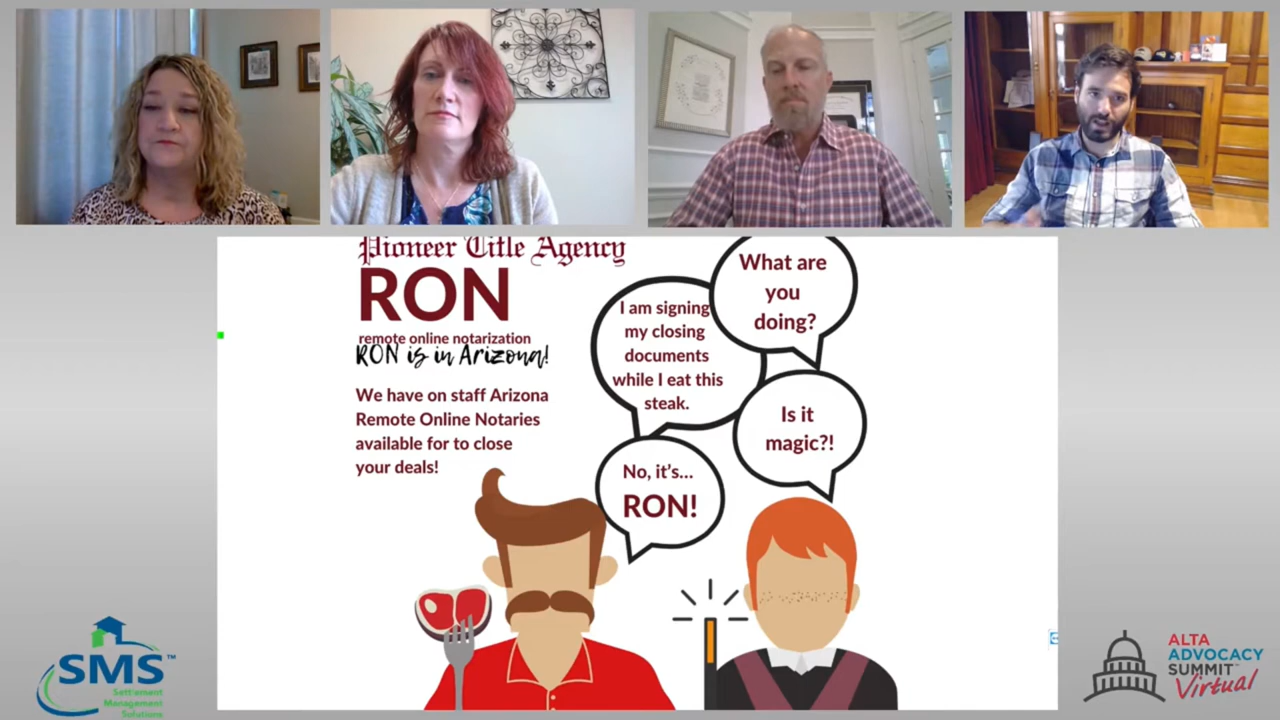 Pioneer Title Agency
RON
remote online notarization
RON is in Arizona!
We have on staff Arizona
Remote Online Notaries
available for to close
your deals!
What are
you
doing?
I am signing
my closing
documents
while I eat this
steak.
Is it
magic?!
No, it's...
RON!
SMS™
Settlement
Management
Solutions
ALTA
ADVOCACY
SUMMIT
Virtual